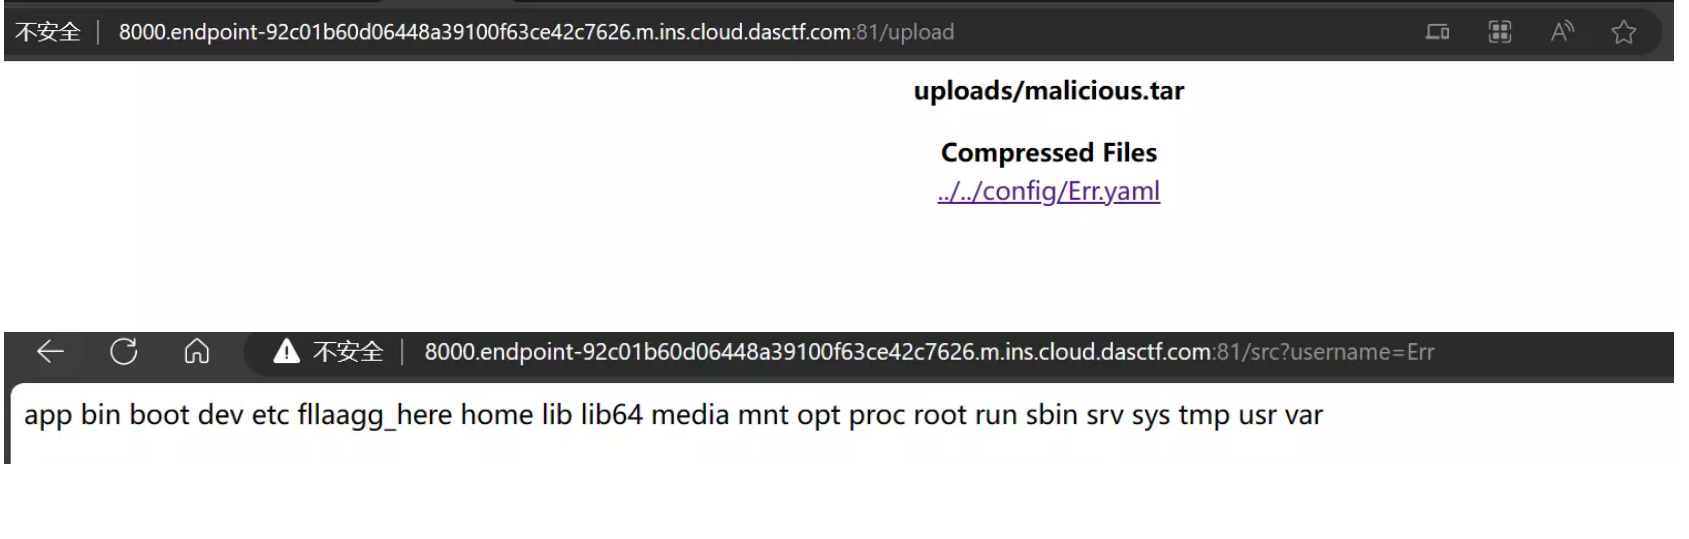 不安全 | 8000.endpoint-92c01b60d06448a39100f63ce42c7626.m.ins.cloud.dasctf.com:81/upload
uploads/malicious.tar
Compressed Files
../../config/Err.yaml
不安全 | 8000.endpoint-92c01b60d06448a39100f63ce42c7626.m.ins.cloud.dasctf.com:81/src?username=Err
app bin boot dev etc fllaagg_here home lib lib64 media mnt opt proc root run sbin srv sys tmp usr var